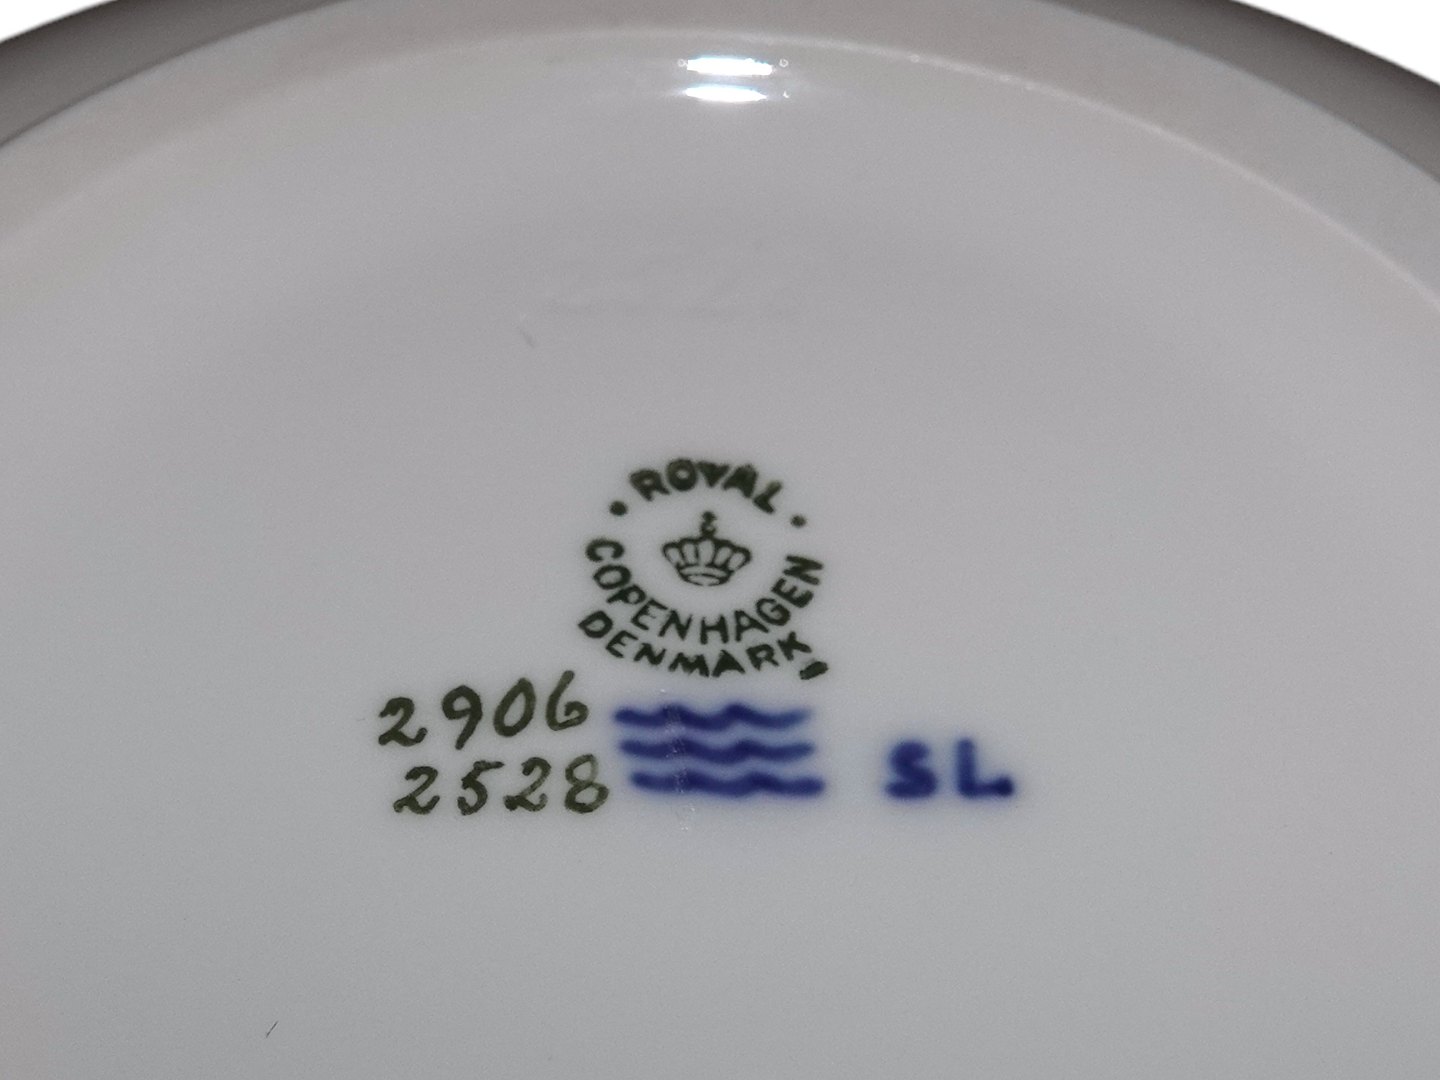 ROYAL
COPENHAGEN
DENMARK
2906
2528
SL